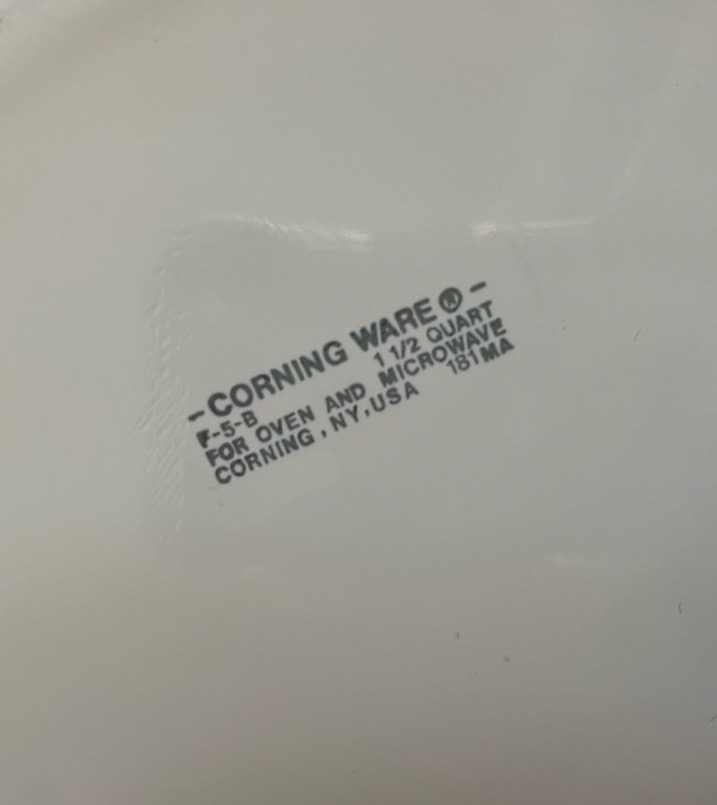 -CORNING WARE®-
F-5-B 1 1/2 QUART
FOR OVEN AND MICROWAVE
CORNING, NY, USA 181MA